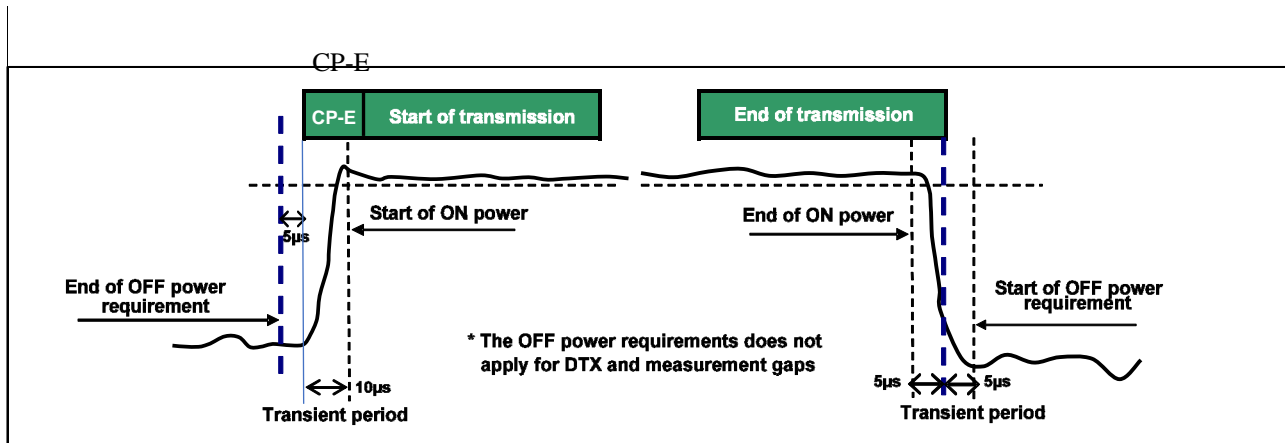 CP-E
CP-E
Start of transmission
End of transmission
Start of ON power
End of ON power
5µs
End of OFF power
requirement
Start of OFF power
requirement
* The OFF power requirements does not
apply for DTX and measurement gaps
10µs
5µs
5µs
Transient period
Transient period